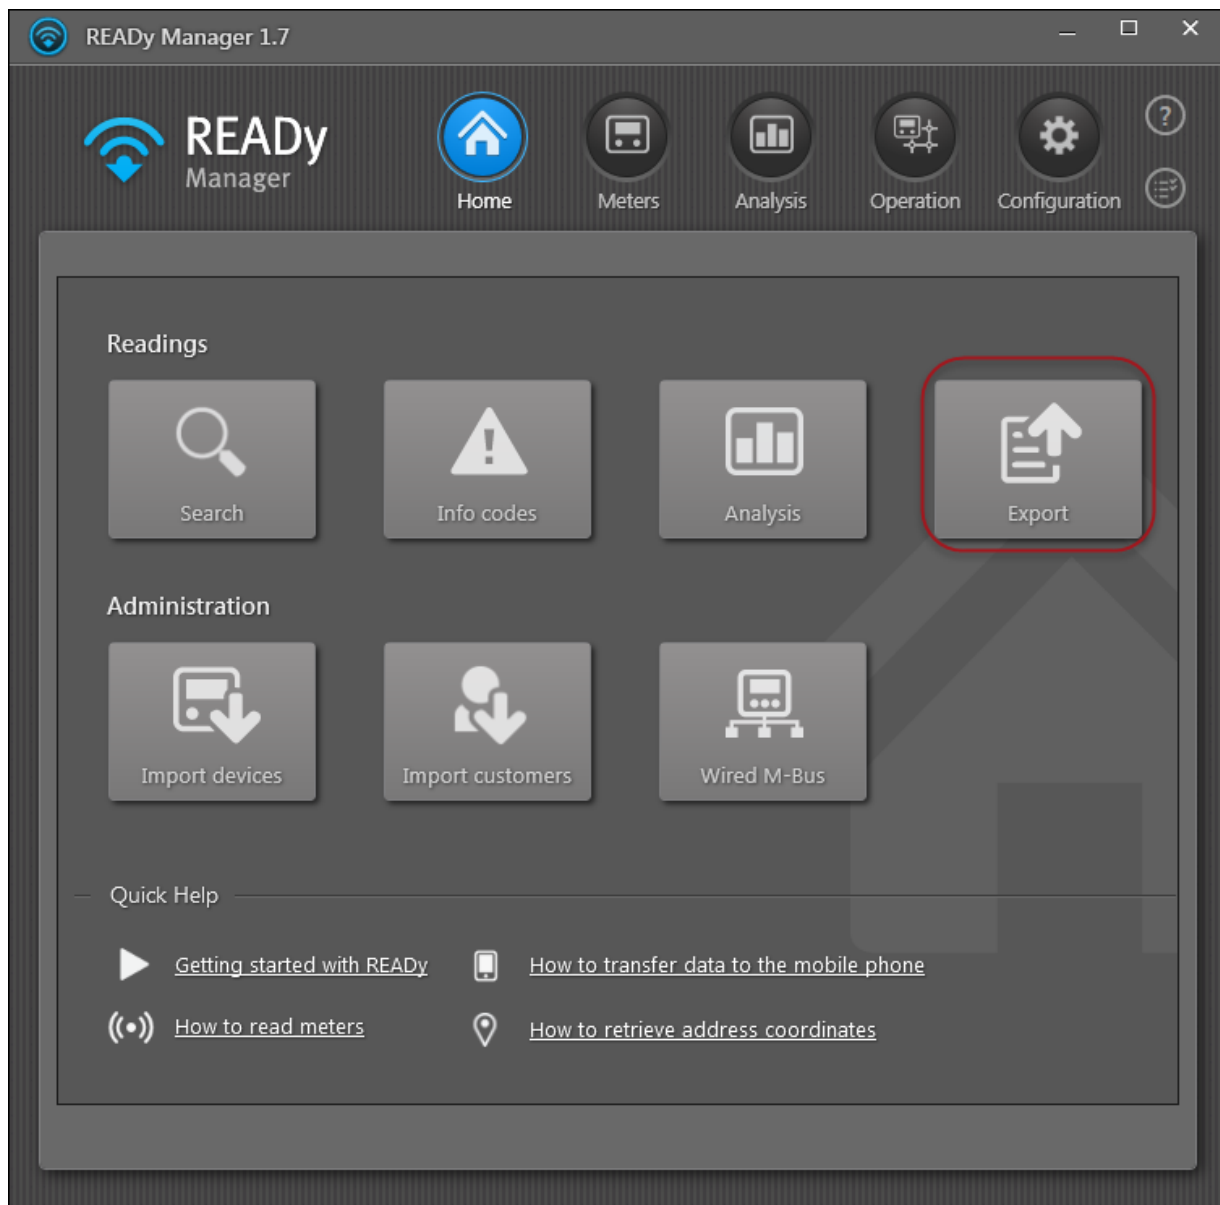 READy Manager 1.7
READy
Manager
Home Meters Analysis Operation Configuration
?
Readings
Search Info codes Analysis Export
Administration
Import devices Import customers Wired M-Bus
Quick Help
Getting started with READy How to transfer data to the mobile phone
How to read meters How to retrieve address coordinates